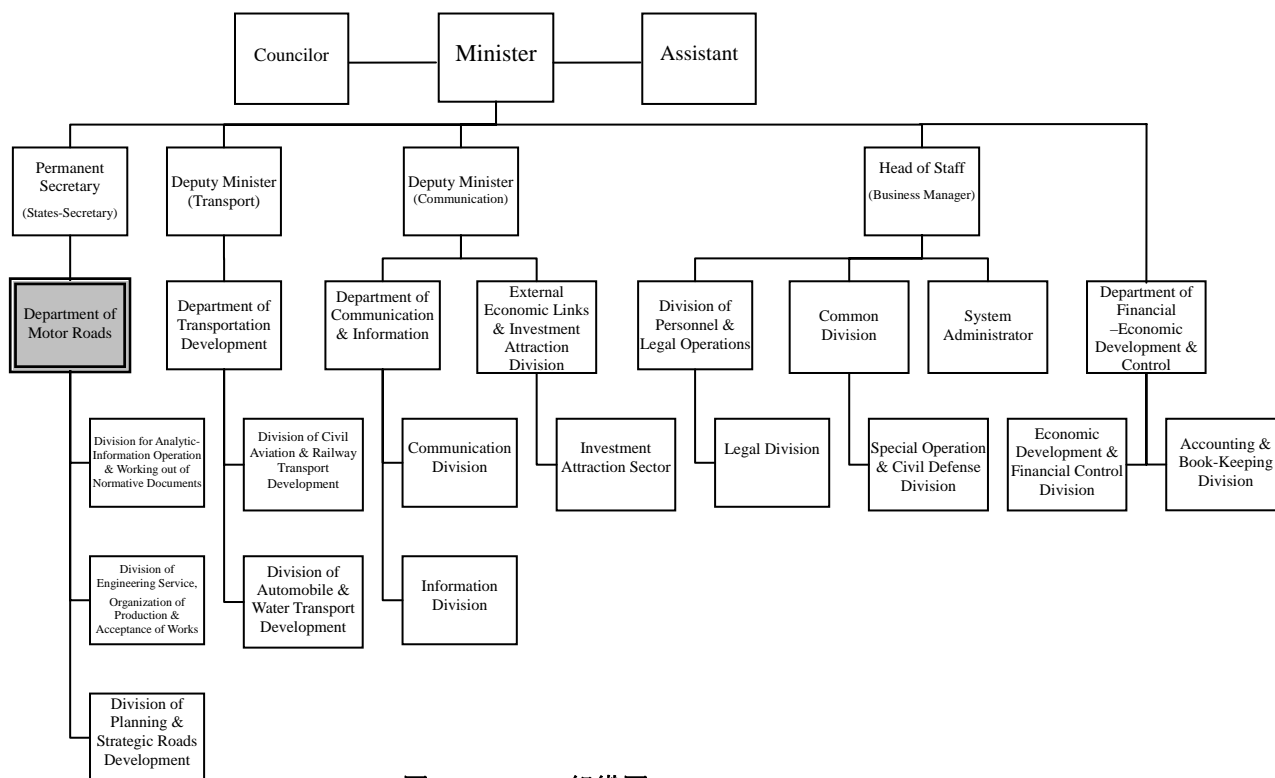 Councilor
Minister
Assistant
Permanent
Secretary
(States-Secretary)
Deputy Minister
(Transport)
Deputy Minister
(Communication)
Head of Staff
(Business Manager)
Department of
Motor Roads
Department of
Transportation
Development
Department of
Communication
& Information
External
Economic Links
& Investment
Attraction
Division
Division of
Personnel &
Legal Operations
Common
Division
System
Administrator
Department of
Financial
–Economic
Development &
Control
Division for Analytic-
Information Operation
& Working out of
Normative Documents
Division of Civil
Aviation & Railway
Transport
Development
Communication
Division
Investment
Attraction Sector
Legal Division
Special Operation
& Civil Defense
Division
Economic
Development &
Financial Control
Division
Accounting &
Book-Keeping
Division
Division of
Engineering Service,
Organization of
Production &
Acceptance of Works
Division of
Automobile &
Water Transport
Development
Information
Division
Division of
Planning &
Strategic Roads
Development